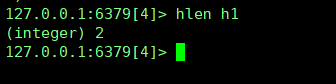 127.0.0.1:6379[4]> hlen h1
(integer) 2
127.0.0.1:6379[4]>